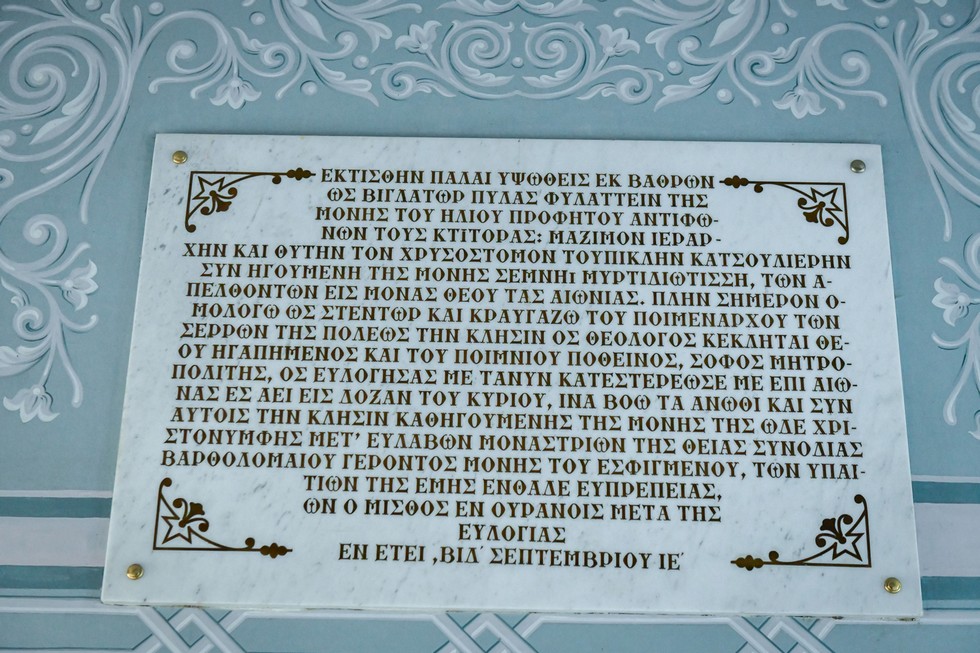 ΕΚΤΙΣΘΗΝ ΠΑΛΑΙ ΥΨΩΘΕΙΣ ΕΚ ΒΑΘΡΩΝ
ΩΣ ΒΙΓΛΑΤΩΡ ΠΥΛΑΣ ΦΥΛΑΤΤΕΙΝ ΤΗΣ
ΜΟΝΗΣ ΤΟΥ ΗΛΙΟΥ ΠΡΟΦΗΤΟΥ ΑΝΤΙΦΩ-
ΝΩΝ ΤΟΥΣ ΚΤΙΤΟΡΑΣ: ΜΑΞΙΜΟΝ ΙΕΡΑΡ-
ΧΗΝ ΚΑΙ ΘΥΤΗΝ ΤΟΝ ΧΡΥΣΟΣΤΟΜΟΝ ΤΟΥΠΙΚΛΗΝ ΚΑΤΣΟΥΛΙΕΡΗΝ
ΣΥΝ ΗΓΟΥΜΕΝΗ ΤΗΣ ΜΟΝΗΣ ΣΕΜΝΗι ΜΥΡΤΙΔΙΩΤΙΣΣΗ, ΤΩΝ Α-
ΠΕΛΘΟΝΤΩΝ ΕΙΣ ΜΟΝΑΣ ΘΕΟΥ ΤΑΣ ΑΙΩΝΙΑΣ. ΠΛΗΝ ΣΗΜΕΡΟΝ Ο-
ΜΟΛΟΓΩ ΩΣ ΣΤΕΝΤΩΡ ΚΑΙ ΚΡΑΥΓΑΖΩ ΤΟΥ ΠΟΙΜΕΝΑΡΧΟΥ ΤΩΝ
ΣΕΡΡΩΝ ΤΗΣ ΠΟΛΕΩΣ ΤΗΝ ΚΛΗΣΙΝ ΟΣ ΘΕΟΛΟΓΟΣ ΚΕΚΛΗΤΑΙ ΘΕ-
ΟΥ ΗΓΑΠΗΜΕΝΟΣ ΚΑΙ ΤΟΥ ΠΟΙΜΝΙΟΥ ΠΟΘΕΙΝΟΣ, ΣΟΦΟΣ ΜΗΤΡΟ-
ΠΟΛΙΤΗΣ, ΟΣ ΕΥΛΟΓΗΣΑΣ ΜΕ ΤΑΝΥΝ ΚΑΤΕΣΤΕΡΕΩΣΕ ΜΕ ΕΠΙ ΑΙΩ-
ΝΑΣ ΕΣ ΑΕΙ ΕΙΣ ΔΟΞΑΝ ΤΟΥ ΚΥΡΙΟΥ, ΙΝΑ ΒΟΩ ΤΑ ΑΝΩΘΙ ΚΑΙ ΣΥΝ
ΑΥΤΟΙΣ ΤΗΝ ΚΛΗΣΙΝ ΚΑΘΗΓΟΥΜΕΝΗΣ ΤΗΣ ΜΟΝΗΣ ΤΗΣ ΩΔΕ ΧΡΙ-
ΣΤΟΝΥΜΦΗΣ ΜΕΤ' ΕΥΛΑΒΩΝ ΜΟΝΑΣΤΡΙΩΝ ΤΗΣ ΘΕΙΑΣ ΣΥΝΟΔΙΑΣ
ΒΑΡΘΟΛΟΜΑΙΟΥ ΓΕΡΟΝΤΟΣ ΜΟΝΗΣ ΤΟΥ ΕΣΦΙΓΜΕΝΟΥ, ΤΩΝ ΥΠΑΙ-
ΤΙΩΝ ΤΗΣ ΕΜΗΣ ΕΝΘΑΔΕ ΕΥΠΡΕΠΕΙΑΣ,
ΩΝ Ο ΜΙΣΘΟΣ ΕΝ ΟΥΡΑΝΟΙΣ ΜΕΤΑ ΤΗΣ
ΕΥΛΟΓΙΑΣ
ΕΝ ΕΤΕΙ ,ΒΙΔ΄ ΣΕΠΤΕΜΒΡΙΟΥ ΙΕ΄